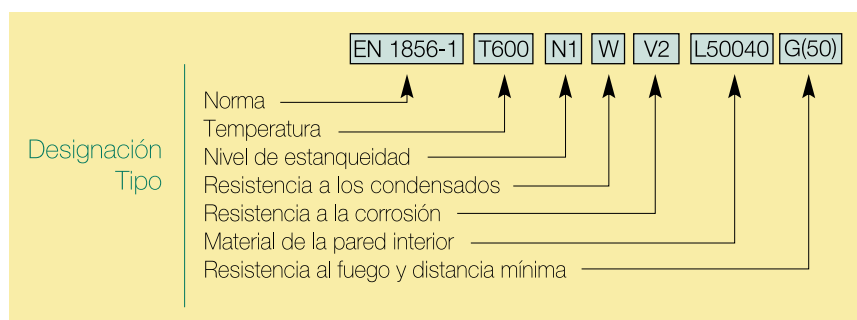 EN 1856-1 T600 N1 W V2 L50040 G(50)
Norma
Temperatura
Nivel de estanqueidad
Resistencia a los condensados
Resistencia a la corrosión
Material de la pared interior
Resistencia al fuego y distancia mínima
Designación
Tipo